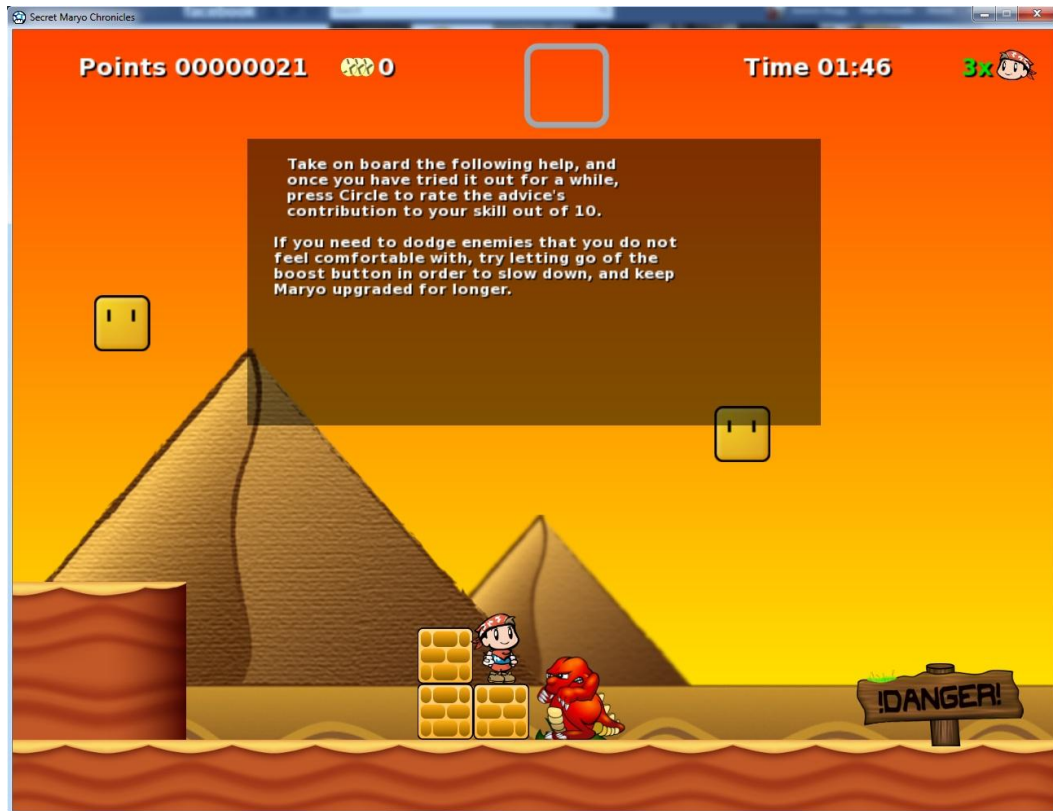 Secret Maryo Chronicles
Points 00000021 0 Time 01:46 3x
Take on board the following help, and
once you have tried it out for a while,
press Circle to rate the advice's
contribution to your skill out of 10.
If you need to dodge enemies that you do not
feel comfortable with, try letting go of the
boost button in order to slow down, and keep
Maryo upgraded for longer.
!DANGER!